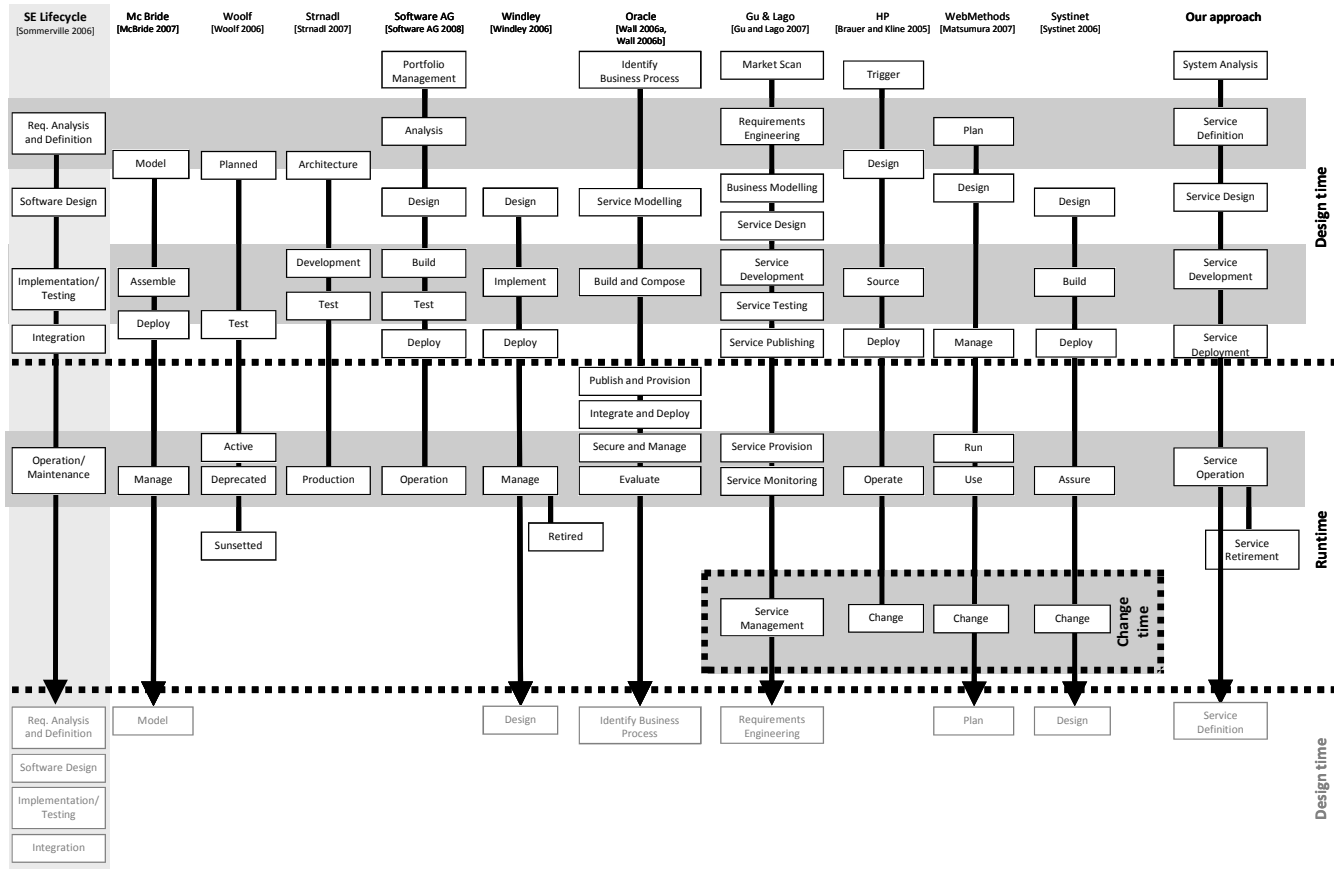 SE Lifecycle
[Sommerville 2006]
Mc Bride
[McBride 2007]
Woolf
[Woolf 2006]
Strnadl
[Strnadl 2007]
Software AG
[Software AG 2008]
Windley
[Windley 2006]
Oracle
[Wall 2006a,
Wall 2006b]
Gu & Lago
[Gu and Lago 2007]
HP
[Brauer and Kline 2005]
WebMethods
[Matsumura 2007]
Systinet
[Systinet 2006]
Our approach
Req. Analysis
and Definition
Software Design
Implementation/
Testing
Integration
Operation/
Maintenance
Req. Analysis
and Definition
Software Design
Implementation/
Testing
Integration
Model
Assemble
Deploy
Manage
Model
Planned
Test
Active
Deprecated
Sunsetted
Architecture
Development
Test
Production
Portfolio
Management
Analysis
Design
Build
Test
Deploy
Operation
Design
Implement
Deploy
Manage
Retired
Design
Identify
Business Process
Service Modelling
Build and Compose
Publish and Provision
Integrate and Deploy
Secure and Manage
Evaluate
Identify Business
Process
Market Scan
Requirements
Engineering
Business Modelling
Service Design
Service
Development
Service Testing
Service Publishing
Service Provision
Service Monitoring
Service
Management
Requirements
Engineering
Trigger
Design
Source
Deploy
Operate
Change
Plan
Design
Manage
Run
Use
Change
Plan
Design
Build
Deploy
Assure
Change
Design
Change
time
System Analysis
Service
Definition
Service Design
Service
Development
Service
Deployment
Service
Operation
Service
Retirement
Service
Definition
Design time
Runtime
Design time